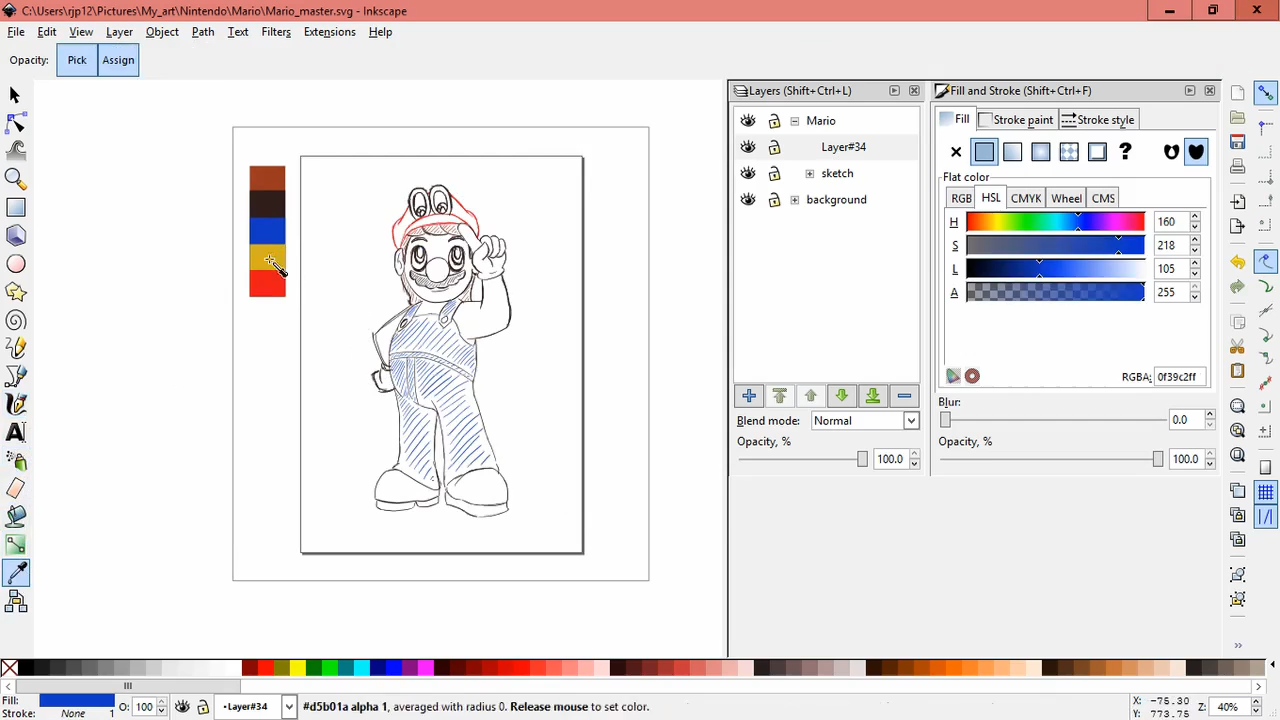 C:\Users\rjp12\Pictures\My_art\Nintendo\Mario\Mario_master.svg - Inkscape
File Edit View Layer Object Path Text Filters Extensions Help
Opacity: Pick Assign
Layers (Shift+Ctrl+L)
Mario
Layer#34
sketch
background
Blend mode: Normal
Opacity, % 100.0
Fill and Stroke (Shift+Ctrl+F)
Fill Stroke paint Stroke style
Flat color
RGB HSL CMYK Wheel CMS
H 160
S 218
L 105
A 255
RGBA: 0f39c2ff
Blur: 0.0
Opacity, % 100.0
Fill: O: 100 •Layer#34 #d5b01a alpha 1, averaged with radius 0. Release mouse to set color. X: -75.30 Z: 40%
Stroke: None 1 Y: 773.75